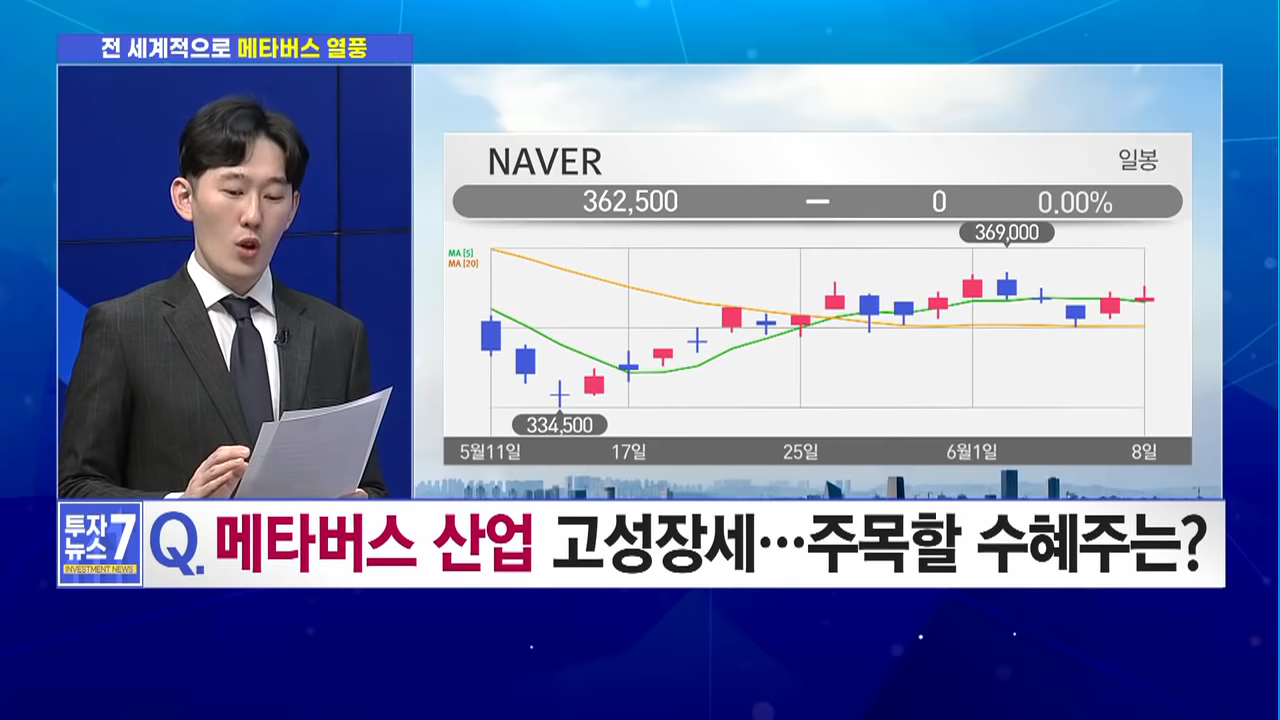 전 세계적으로 메타버스 열풍
NAVER
일봉
362,500 － 0 0.00%
369,000
MA [5]
MA [20]
334,500
5월11일 17일 25일 6월1일 8일
투자
뉴스 7
INVESTMENT NEWS
Q. 메타버스 산업 고성장세…주목할 수혜주는?